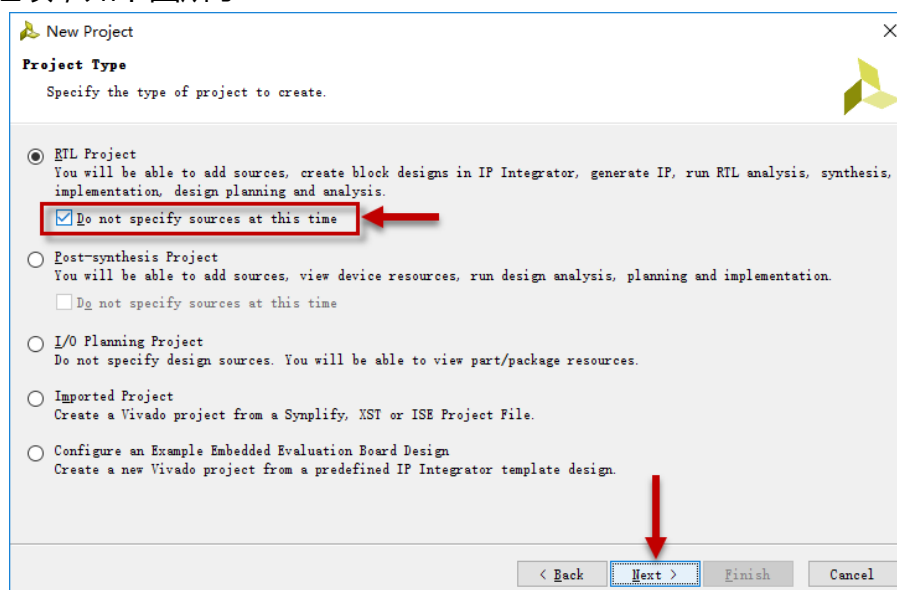 New Project
Project Type
Specify the type of project to create.
RTL Project
You will be able to add sources, create block designs in IP Integrator, generate IP, run RTL analysis, synthesis,
implementation, design planning and analysis.
Do not specify sources at this time
Post-synthesis Project
You will be able to add sources, view device resources, run design analysis, planning and implementation.
Do not specify sources at this time
I/O Planning Project
Do not specify design sources. You will be able to view part/package resources.
Imported Project
Create a Vivado project from a Synplify, XST or ISE Project File.
Configure an Example Embedded Evaluation Board Design
Create a new Vivado project from a predefined IP Integrator template design.
< Back Next > Finish Cancel